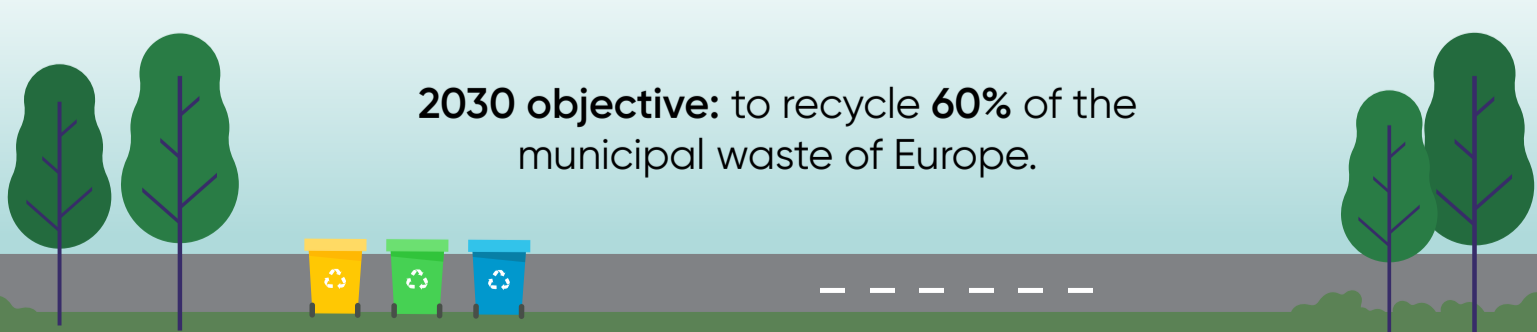 2030 objective: to recycle 60% of the
municipal waste of Europe.